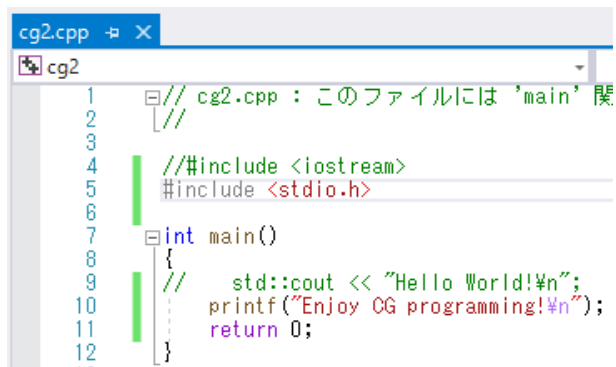 cg2.cpp
cg2
1 // cg2.cpp : このファイルには 'main' 関
2 //
3
4 //#include <iostream>
5 #include <stdio.h>
6
7 int main()
8 {
9 //   std::cout << "Hello World!¥n";
10 printf("Enjoy CG programming!¥n");
11 return 0;
12 }